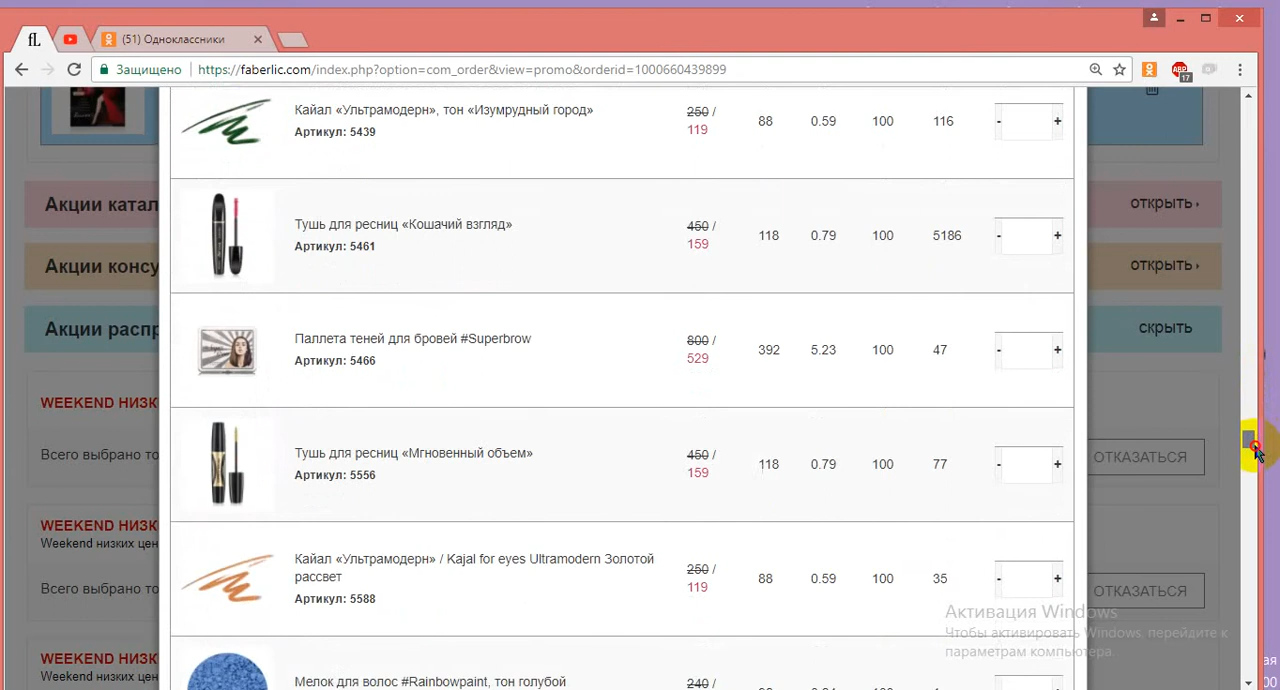 fL
(51) Одноклассники
Защищено
https://faberlic.com/index.php?option=com_order&view=promo&orderid=1000660439899
ABP
17
Кайал «Ультрамодерн», тон «Изумрудный город»
Артикул: 5439
250 /
119
88 0.59 100 116 - +
Акции катал
открыть
Тушь для ресниц «Кошачий взгляд»
Артикул: 5461
450 /
159
118 0.79 100 5186 - +
Акции консу
открыть
Акции распр
скрыть
Паллета теней для бровей #Superbrow
Артикул: 5466
800 /
529
392 5.23 100 47 - +
WEEKEND НИЗК
Всего выбрано то
ОТКАЗАТЬСЯ
Тушь для ресниц «Мгновенный объем»
Артикул: 5556
450 /
159
118 0.79 100 77 - +
WEEKEND НИЗК
Weekend низких цен
Всего выбрано то
ОТКАЗАТЬСЯ
Кайал «Ультрамодерн» / Kajal for eyes Ultramodern Золотой
рассвет
Артикул: 5588
250 /
119
88 0.59 100 35 - +
Активация Windows
Чтобы активировать Windows, перейдите к
параметрам компьютера.
WEEKEND НИЗК
Weekend низких цен
Мелок для волос #Rainbowpaint, тон голубой
240 /
ая
00